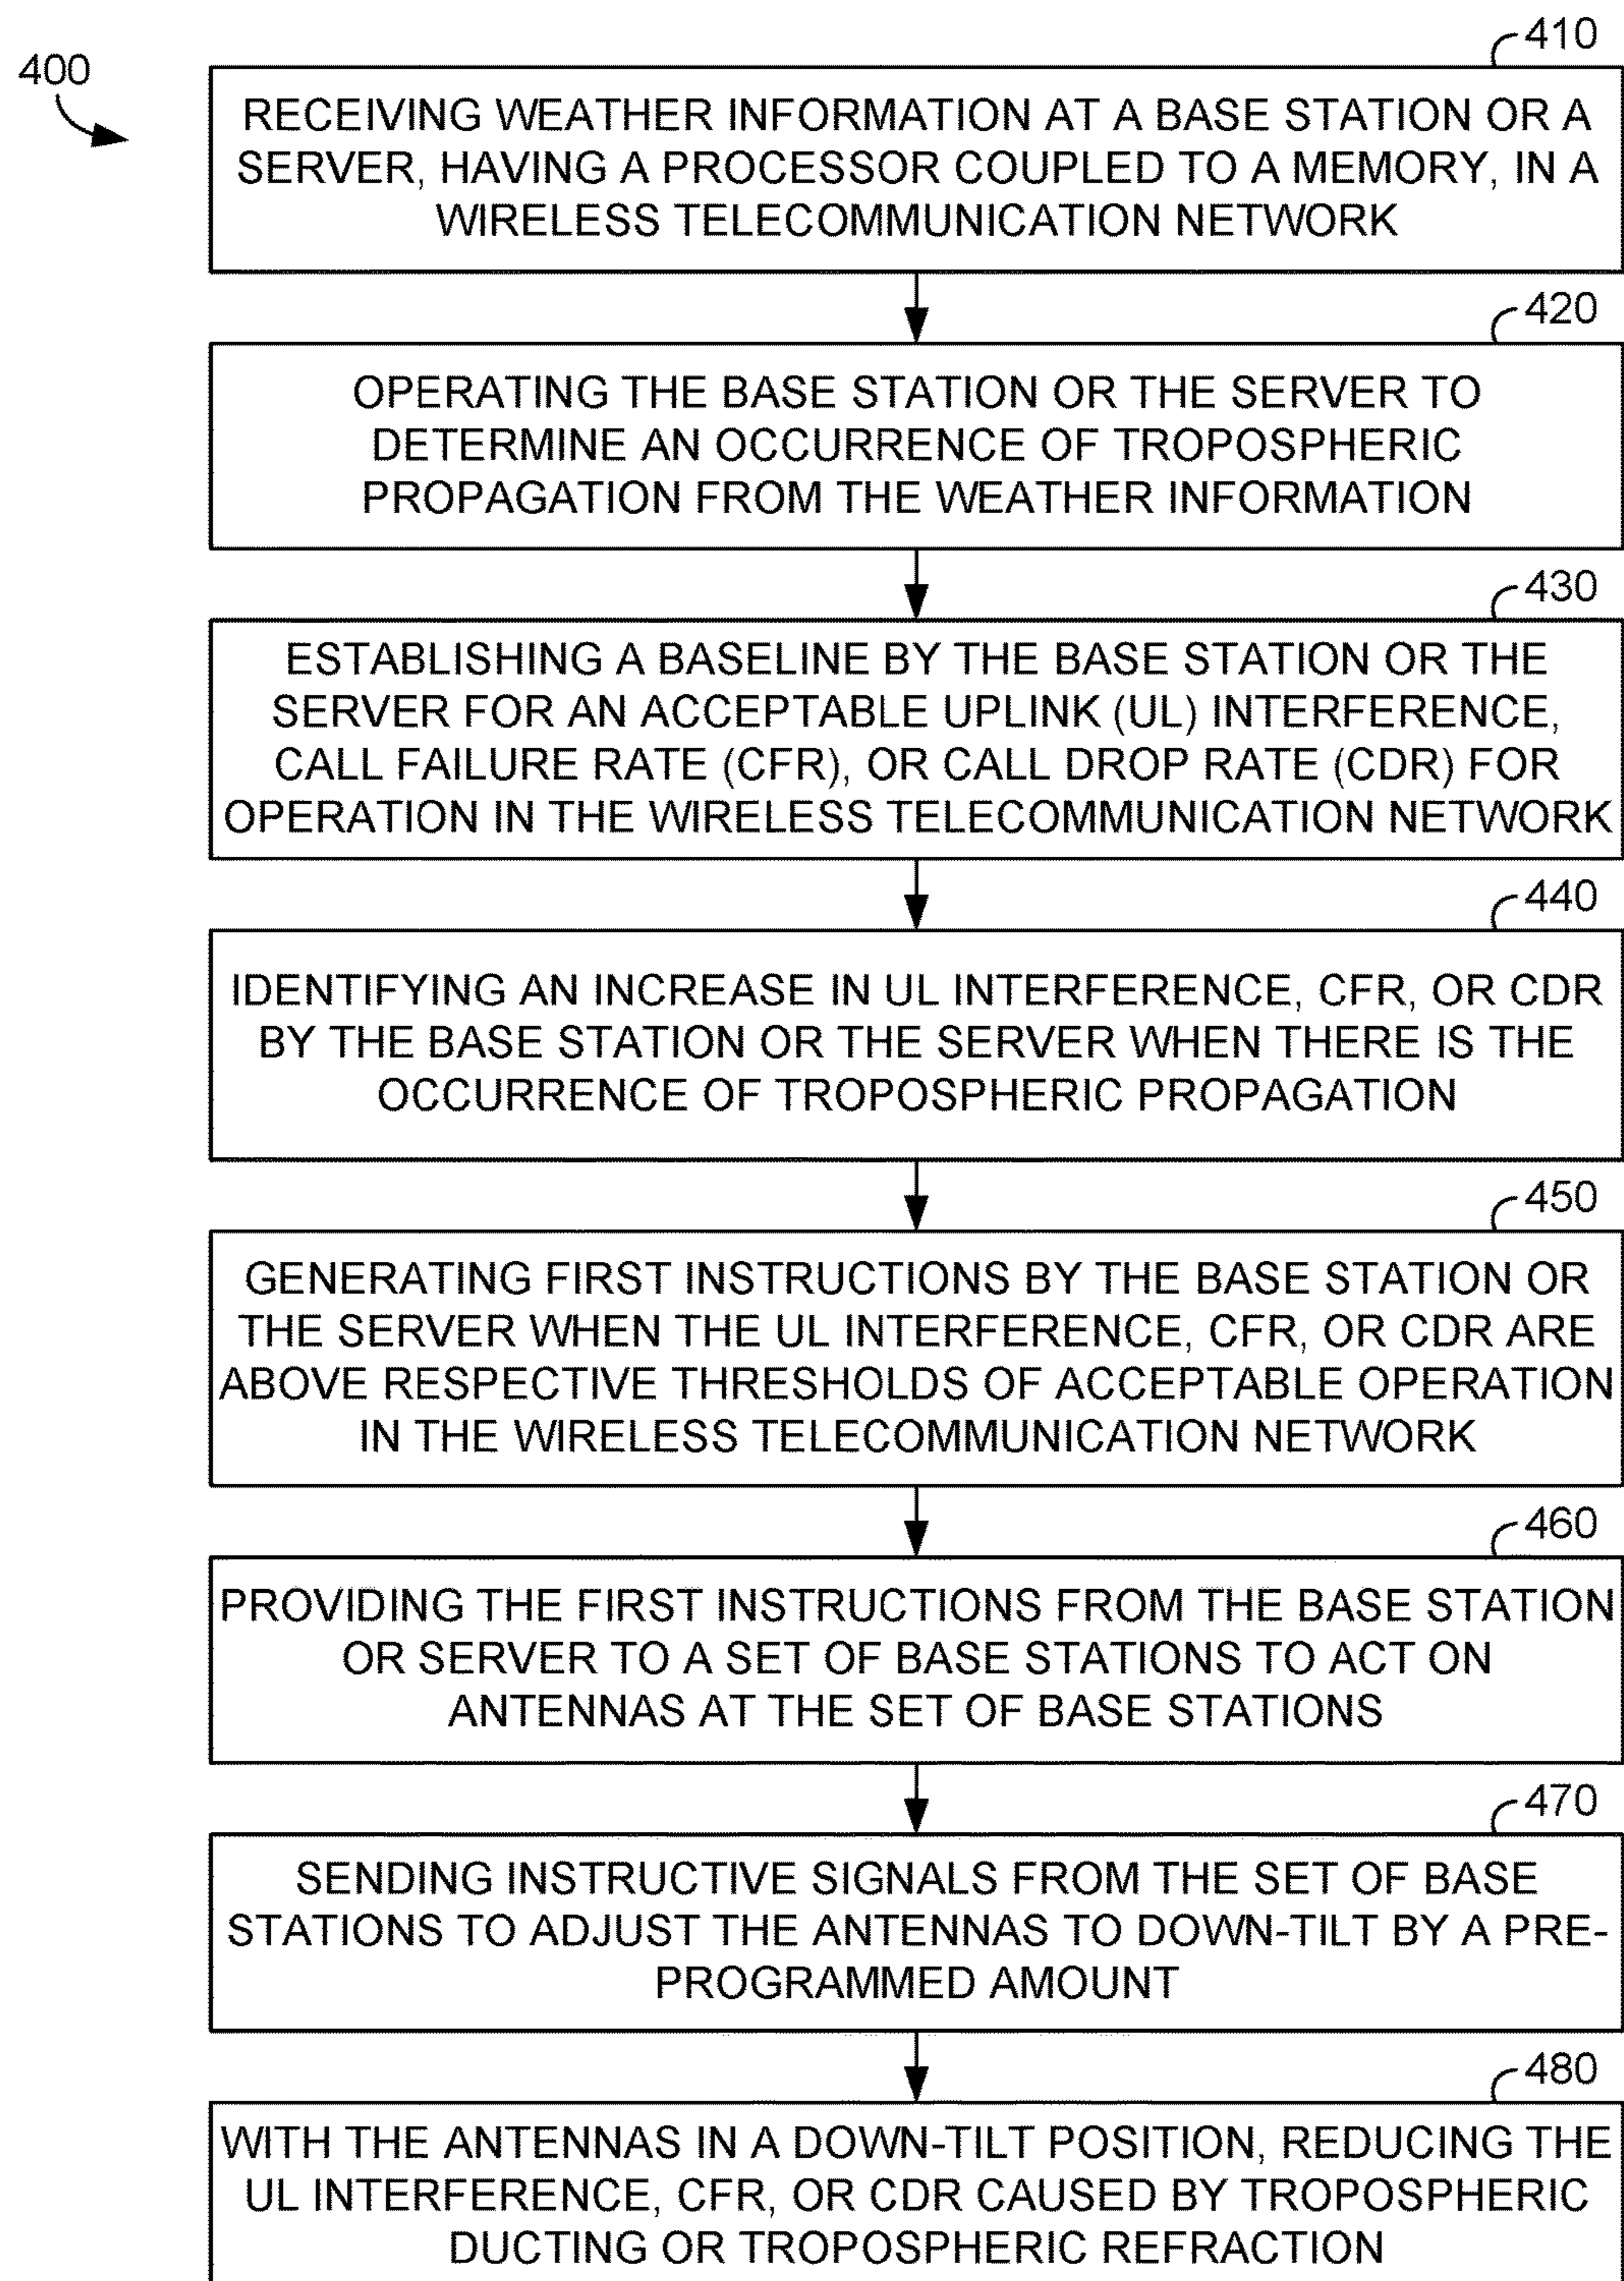 400
410
RECEIVING WEATHER INFORMATION AT A BASE STATION OR A
SERVER, HAVING A PROCESSOR COUPLED TO A MEMORY, IN A
WIRELESS TELECOMMUNICATION NETWORK
420
OPERATING THE BASE STATION OR THE SERVER TO
DETERMINE AN OCCURRENCE OF TROPOSPHERIC
PROPAGATION FROM THE WEATHER INFORMATION
430
ESTABLISHING A BASELINE BY THE BASE STATION OR THE
SERVER FOR AN ACCEPTABLE UPLINK (UL) INTERFERENCE,
CALL FAILURE RATE (CFR), OR CALL DROP RATE (CDR) FOR
OPERATION IN THE WIRELESS TELECOMMUNICATION NETWORK
440
IDENTIFYING AN INCREASE IN UL INTERFERENCE, CFR, OR CDR
BY THE BASE STATION OR THE SERVER WHEN THERE IS THE
OCCURRENCE OF TROPOSPHERIC PROPAGATION
450
GENERATING FIRST INSTRUCTIONS BY THE BASE STATION OR
THE SERVER WHEN THE UL INTERFERENCE, CFR, OR CDR ARE
ABOVE RESPECTIVE THRESHOLDS OF ACCEPTABLE OPERATION
IN THE WIRELESS TELECOMMUNICATION NETWORK
460
PROVIDING THE FIRST INSTRUCTIONS FROM THE BASE STATION
OR SERVER TO A SET OF BASE STATIONS TO ACT ON
ANTENNAS AT THE SET OF BASE STATIONS
470
SENDING INSTRUCTIVE SIGNALS FROM THE SET OF BASE
STATIONS TO ADJUST THE ANTENNAS TO DOWN-TILT BY A PRE-
PROGRAMMED AMOUNT
480
WITH THE ANTENNAS IN A DOWN-TILT POSITION, REDUCING THE
UL INTERFERENCE, CFR, OR CDR CAUSED BY TROPOSPHERIC
DUCTING OR TROPOSPHERIC REFRACTION